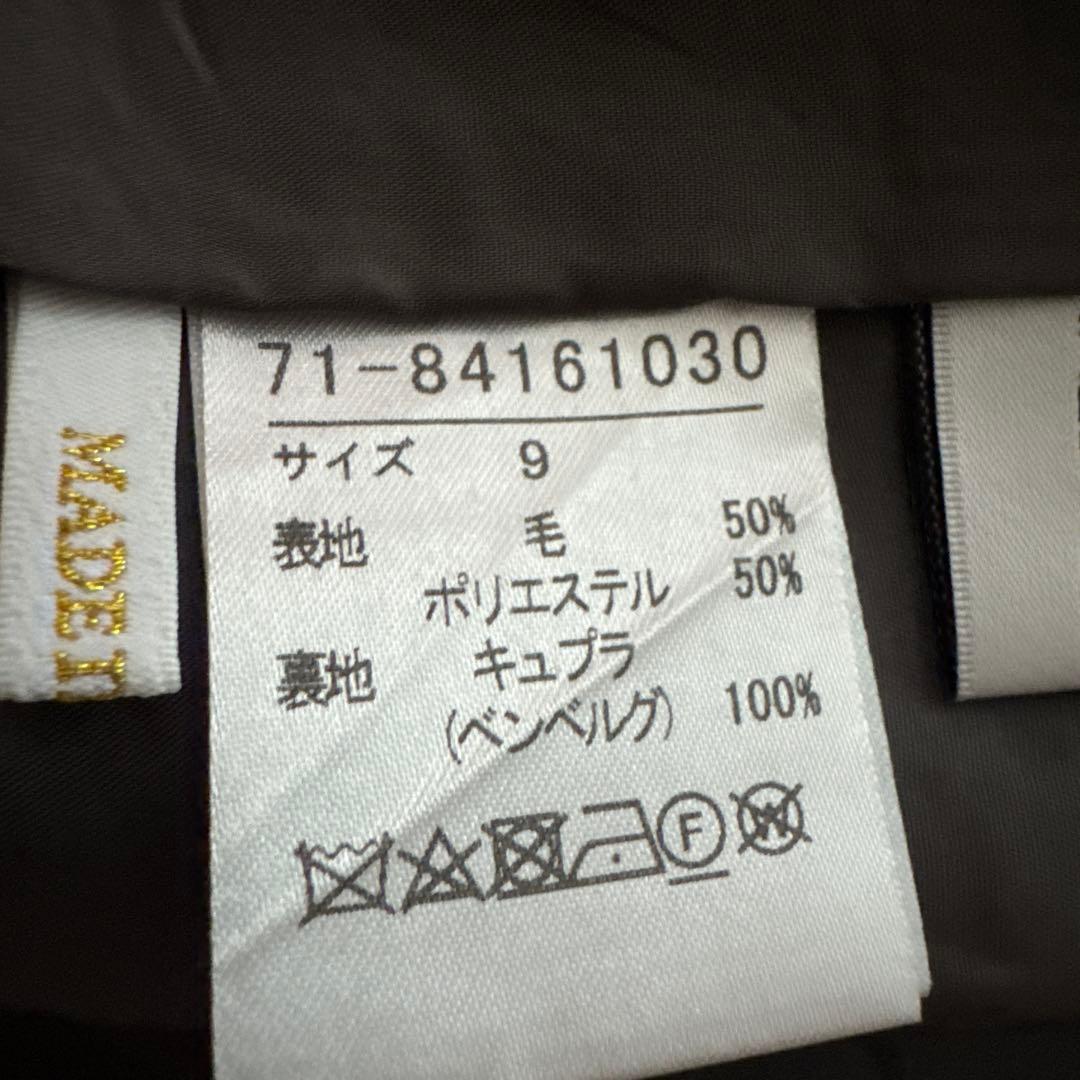 71-84161030
サイズ 9
表地 毛 50%
ポリエステル 50%
裏地 キュプラ
(ベンベルグ) 100%
F
W
MADE